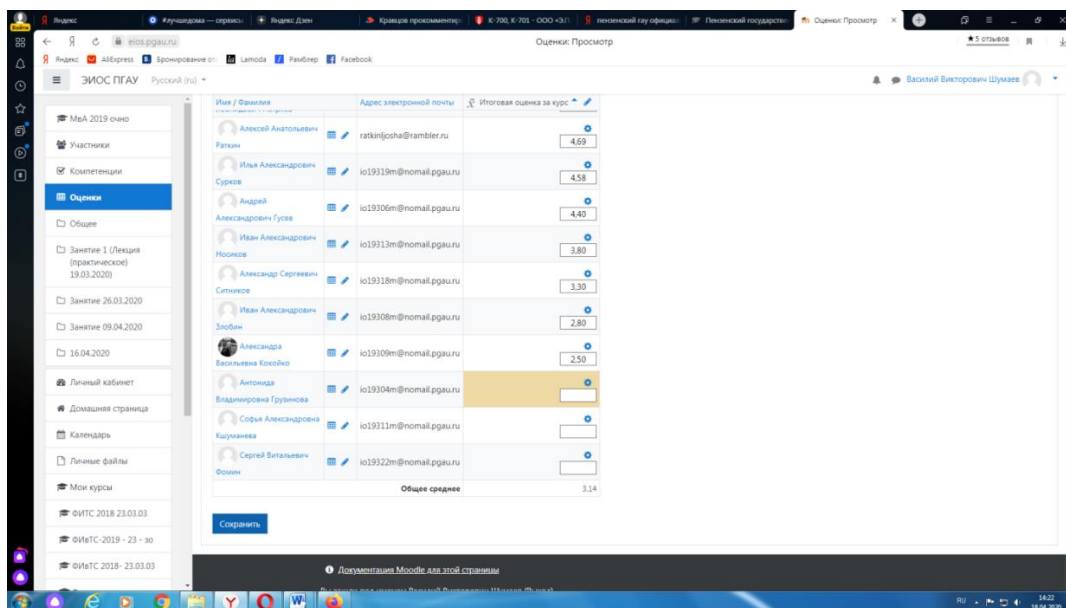 Яндекс
#лучшедома — сервисы
Яндекс Дзен
Кравцов прокомментир
К-700, К-701 - ООО «З.П
пензенский гау официал
Пензенский государстве
Оценки: Просмотр
Войти
eios.pgau.ru
Оценки: Просмотр
★ 5 отзывов
Яндекс
AliExpress
Бронирование от
Lamoda
Рамблер
Facebook
ЭИОС ПГАУ
Русский (ru)
Василий Викторович Шумаев
МвА 2019 очно
Участники
Компетенции
Оценки
Общее
Занятие 1 (Лекция
(практическое)
19.03.2020)
Занятие 26.03.2020
Занятие 09.04.2020
16.04.2020
Личный кабинет
Домашняя страница
Календарь
Личные файлы
Мои курсы
ФИТС 2018 23.03.03
ФИвТС-2019 - 23 - зо
ФИвТС 2018- 23.03.03
Имя / Фамилия
Адрес электронной почты
Итоговая оценка за курс
Алексей Анатольевич
Раткин
ratkinljosha@rambler.ru
4,69
Илья Александрович
Сурков
io19319m@nomail.pgau.ru
4,58
Андрей
Александрович Гусев
io19306m@nomail.pgau.ru
4,40
Иван Александрович
Носиков
io19313m@nomail.pgau.ru
3,80
Александр Сергеевич
Ситников
io19318m@nomail.pgau.ru
3,30
Иван Александрович
Злобин
io19308m@nomail.pgau.ru
2,80
Александра
Васильевна Кокойко
io19309m@nomail.pgau.ru
2,50
Антонида
Владимировна Грузинова
io19304m@nomail.pgau.ru
Софья Александровна
Кшуманева
io19311m@nomail.pgau.ru
Сергей Витальевич
Фомин
io19322m@nomail.pgau.ru
Общее среднее
3,14
Сохранить
Документация Moodle для этой страницы
RU
14:22
18.04.2020